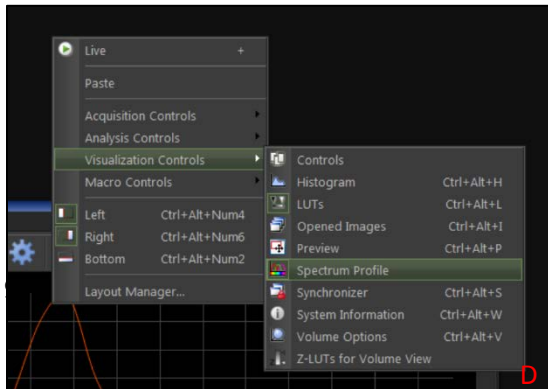 Live +
Paste
Acquisition Controls
Analysis Controls
Visualization Controls
Macro Controls
Left Ctrl+Alt+Num4
Right Ctrl+Alt+Num6
Bottom Ctrl+Alt+Num2
Layout Manager...
Controls
Histogram Ctrl+Alt+H
LUTs Ctrl+Alt+L
Opened Images Ctrl+Alt+I
Preview Ctrl+Alt+P
Spectrum Profile
Synchronizer Ctrl+Alt+S
System Information Ctrl+Alt+W
Volume Options Ctrl+Alt+V
Z-LUTs for Volume View
D